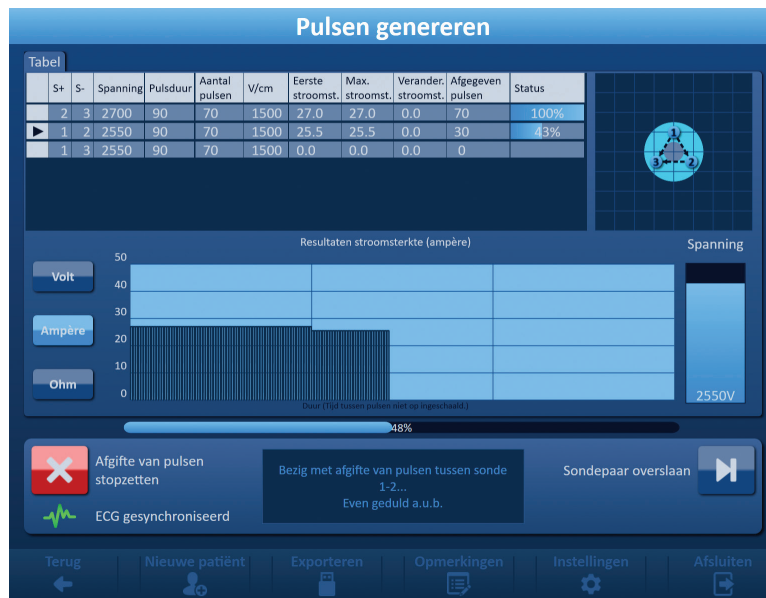 Pulsen genereren
Tabel
S+ S- Spanning Pulsduur Aantal pulsen V/cm Eerste stroomst. Max. stroomst. Verander. stroomst. Afgegeven pulsen Status
2 3 2700 90 70 1500 27.0 27.0 0.0 70 100%
1 2 2550 90 70 1500 25.5 25.5 0.0 30 43%
1 3 2550 90 70 1500 0.0 0.0 0.0 0
1
3 2
Resultaten stroomsterkte (ampère)
Spanning
50
40
30
20
10
0
Volt
Ampère
Ohm
2550V
Duur (Tijd tussen pulsen niet op ingeschaald.)
48%
Afgifte van pulsen
stopzetten
ECG gesynchroniseerd
Bezig met afgifte van pulsen tussen sonde
1-2...
Even geduld a.u.b.
Sondepaar overslaan
Terug Nieuwe patiënt Exporteren Opmerkingen Instellingen Afsluiten